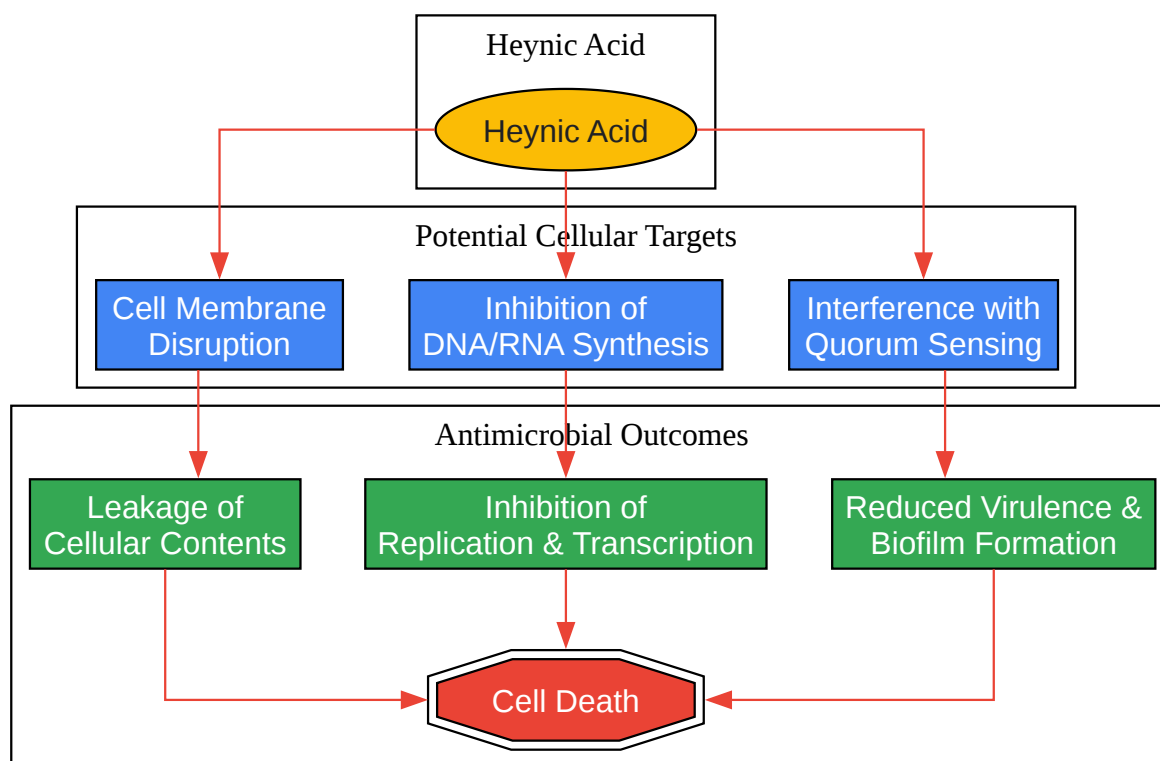 Heynic Acid
Heynic Acid
Potential Cellular Targets
Cell Membrane
Disruption
Inhibition of
DNA/RNA Synthesis
Interference with
Quorum Sensing
Antimicrobial Outcomes
Leakage of
Cellular Contents
Inhibition of
Replication & Transcription
Reduced Virulence &
Biofilm Formation
Cell Death